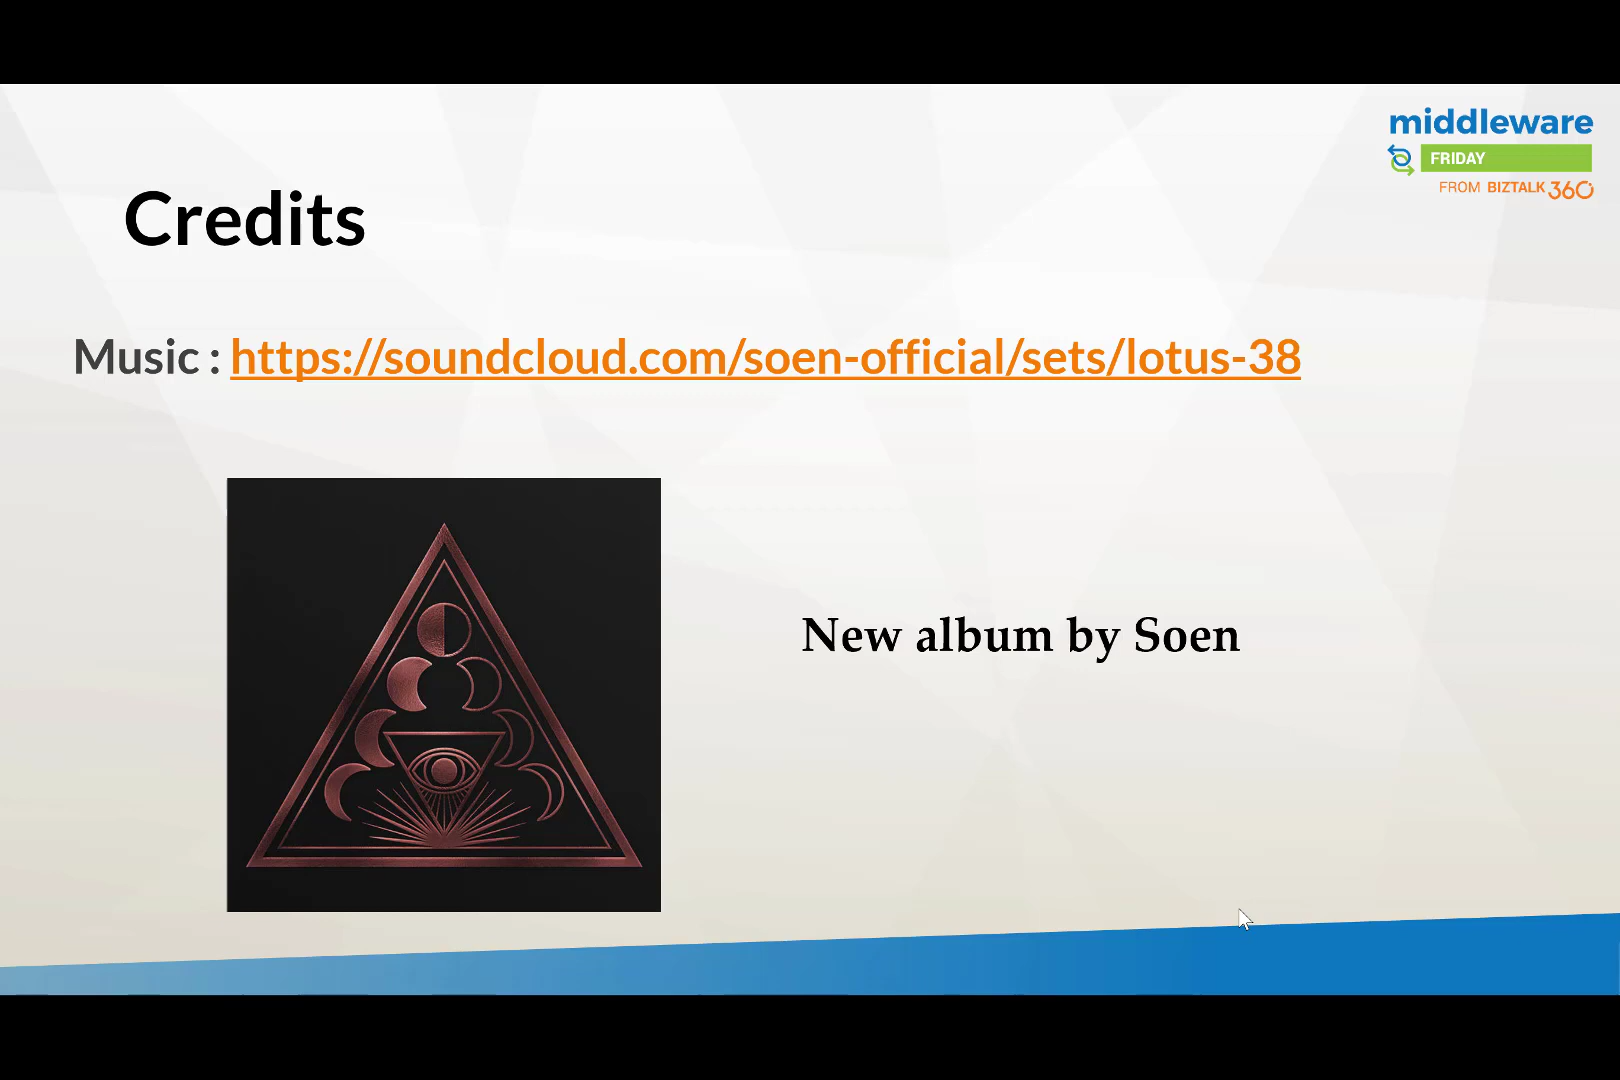 middleware
FRIDAY
FROM BIZTALK 360
Credits
Music : https://soundcloud.com/soen-official/sets/lotus-38
New album by Soen